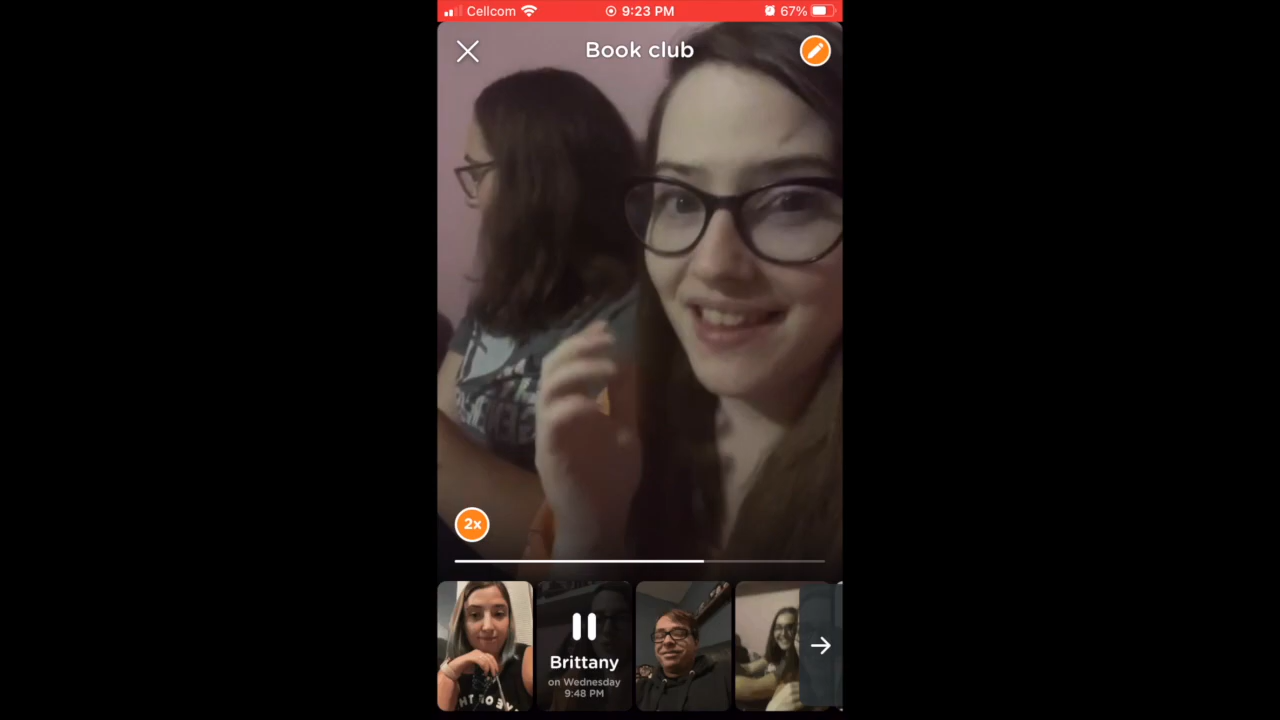 Cellcom
9:23 PM
67%
Book club
2x
Brittany
on Wednesday
9:48 PM